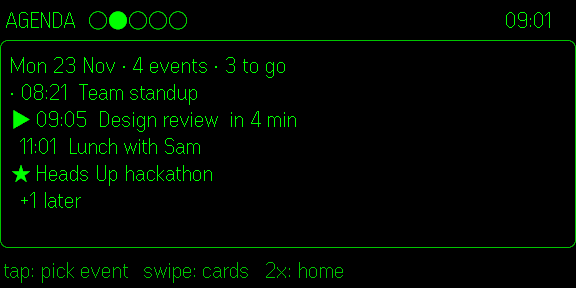 AGENDA ○●○○○ 09:01
Mon 23 Nov · 4 events · 3 to go
· 08:21 Team standup
▶ 09:05 Design review in 4 min
11:01 Lunch with Sam
★ Heads Up hackathon
+1 later
tap: pick event swipe: cards 2x: home